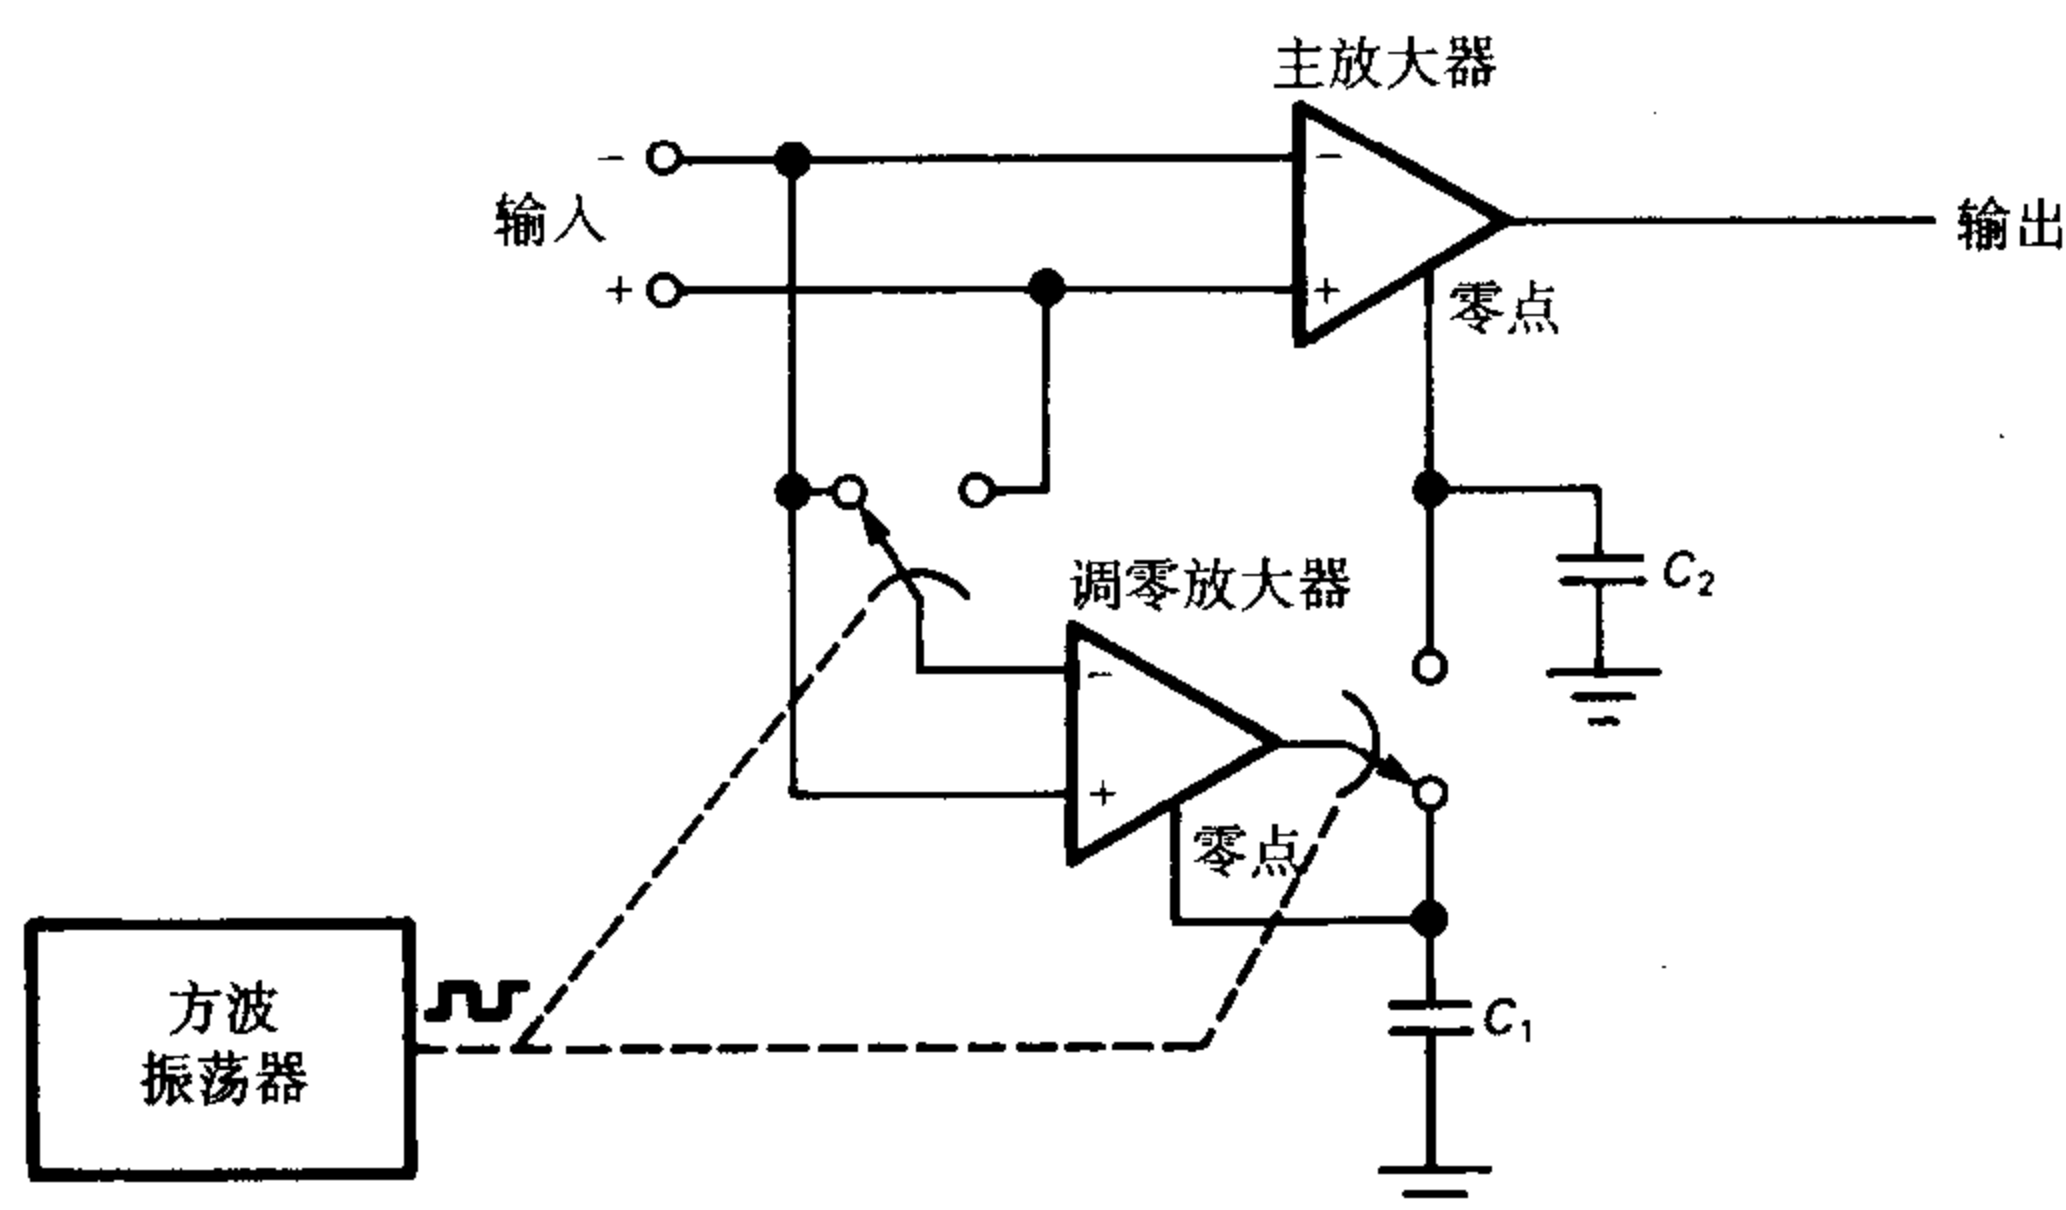 主放大器
−
−
输入
输出
+
+
零点
调零放大器
C₂
−
+
零点
方波
振荡器
C₁